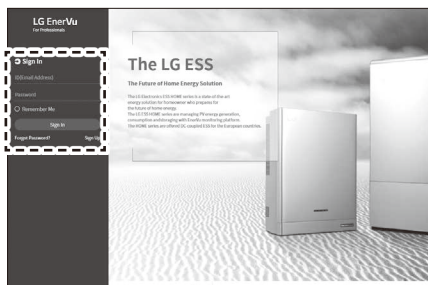 LG EnerVu
For Professionals
Sign In
ID(Email Address)
Password
Remember Me
Sign In
Forgot Password?
Sign Up
The LG ESS
The Future of Home Energy Solution
The LG Electronics ESS HOME series is a state-of-the-art
energy solution for homeowner who prepares for
the future of home energy.
The LG ESS HOME series are managing PV energy generation,
consumption and storaging with EnerVu monitoring platform.
The HOME series are offered DC-coupled ESS for the European countries.